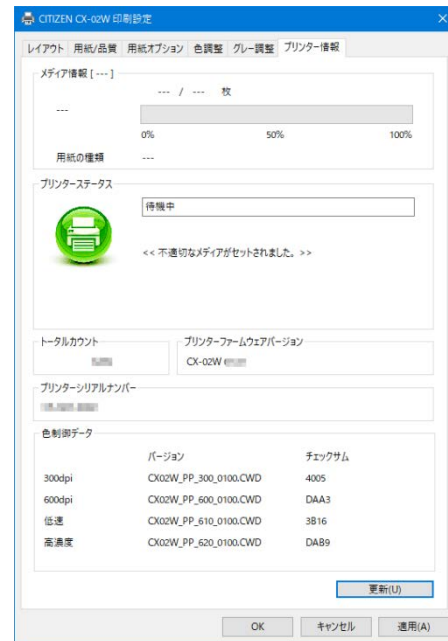 CITIZEN CX-02W 印刷設定
レイアウト 用紙/品質 用紙オプション 色調整 グレー調整 プリンター情報
メディア情報 [ --- ]
--- / --- 枚
---
0% 50% 100%
用紙の種類 ---
プリンターステータス
待機中
<< 不適切なメディアがセットされました。 >>
トータルカウント プリンターファームウェアバージョン
CX-02W
プリンターシリアルナンバー
色制御データ
バージョン チェックサム
300dpi CX02W_PP_300_0100.CWD 4005
600dpi CX02W_PP_600_0100.CWD DAA3
低速 CX02W_PP_610_0100.CWD 3B16
高濃度 CX02W_PP_620_0100.CWD DAB9
更新(U)
OK キャンセル 適用(A)